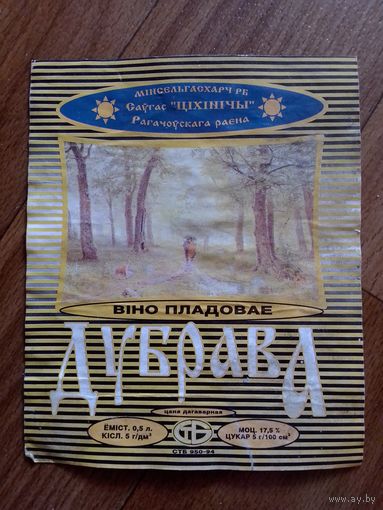 МІНСЕЛЬГАСХАРЧ РБ
Саўгас "ЦІХІНІЧЫ"
Рагачоўскага раёна
ВІНО ПЛАДОВАЕ
ДУБРАВА
цана дагаварная
ЁМІСТ. 0,5 л.
КІСЛ. 5 г/дм³
МОЦ. 17,5 %
ЦУКАР 5 г/100 см³
СТБ 950-94
www.ay.by